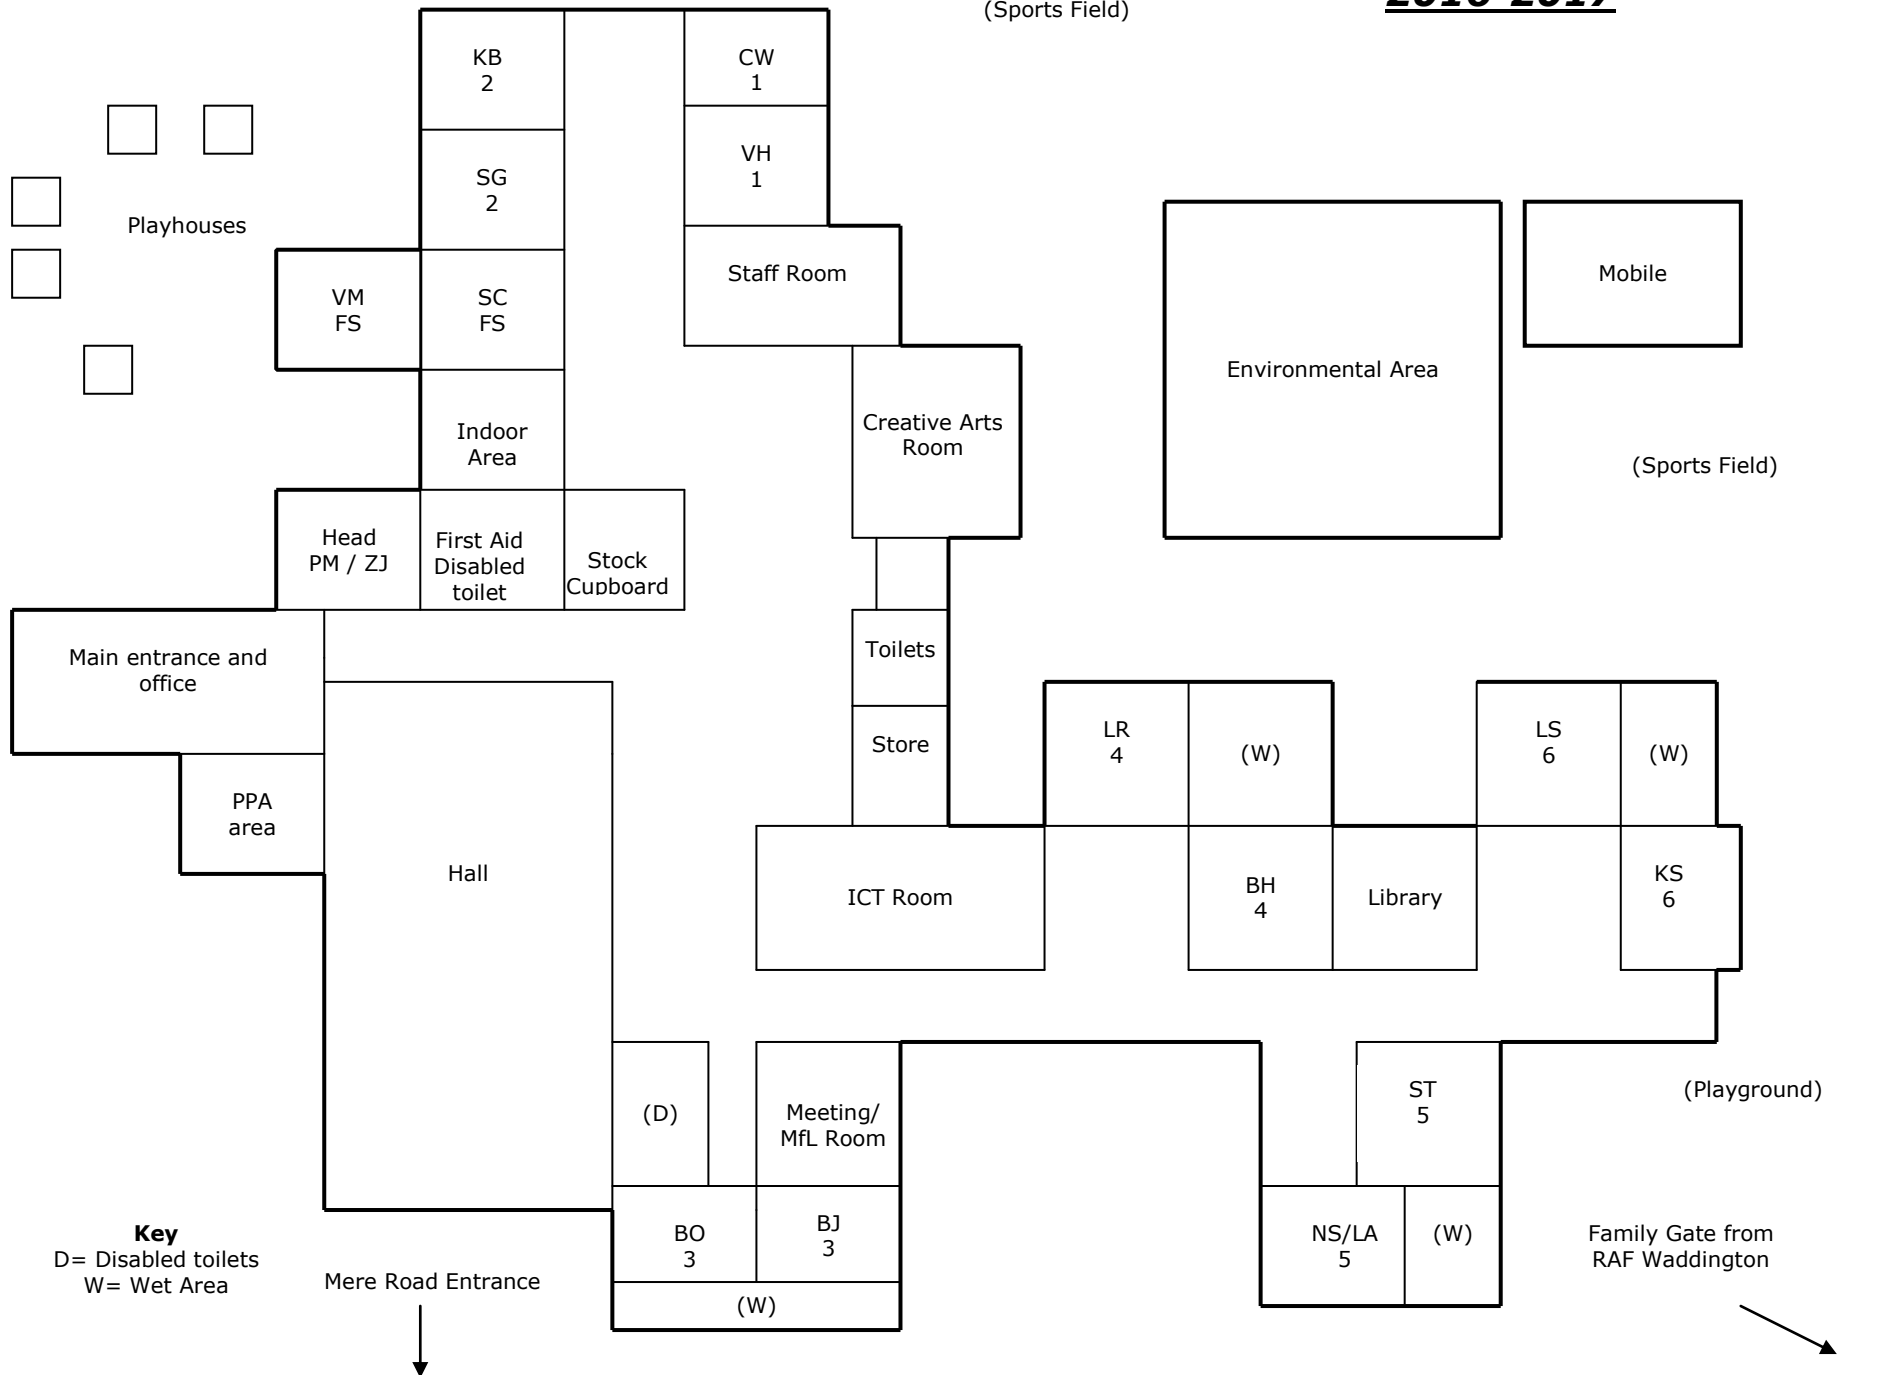 (Sports Field)
2016-2017
KB
2
CW
1
VH
1
SG
2
Playhouses
Staff Room
Mobile
VM
FS
SC
FS
Environmental Area
Creative Arts
Room
Indoor
Area
(Sports Field)
Head
PM / ZJ
First Aid
Disabled
toilet
Stock
Cupboard
Main entrance and
office
Toilets
Store
LR
4
(W)
LS
6
(W)
PPA
area
Hall
ICT Room
BH
4
Library
KS
6
(D)
Meeting/
MfL Room
ST
5
(Playground)
Key
D= Disabled toilets
W= Wet Area
Mere Road Entrance
BO
3
BJ
3
(W)
NS/LA
5
(W)
Family Gate from
RAF Waddington